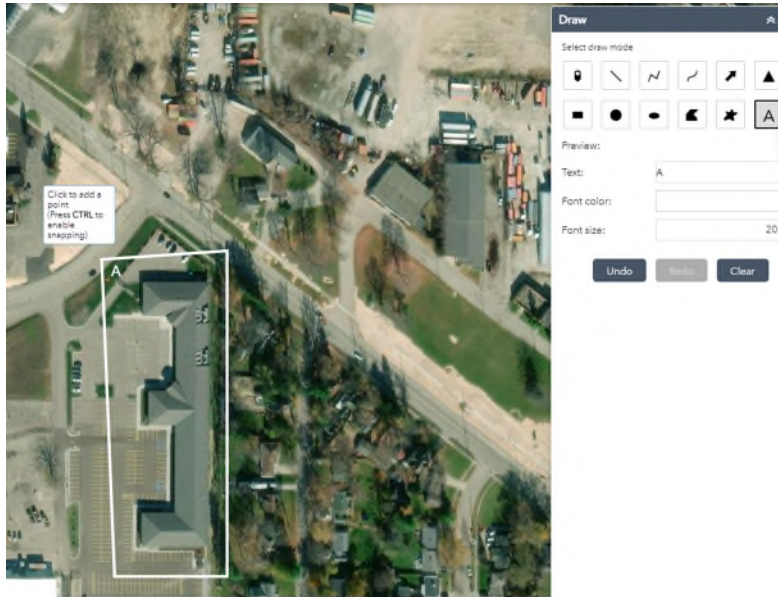 Draw
Select draw mode
A
Preview:
Text:
A
Font color:
Font size:
20
Undo
Redo
Clear
Click to add a
point
(Press CTRL to
enable
snapping)
A